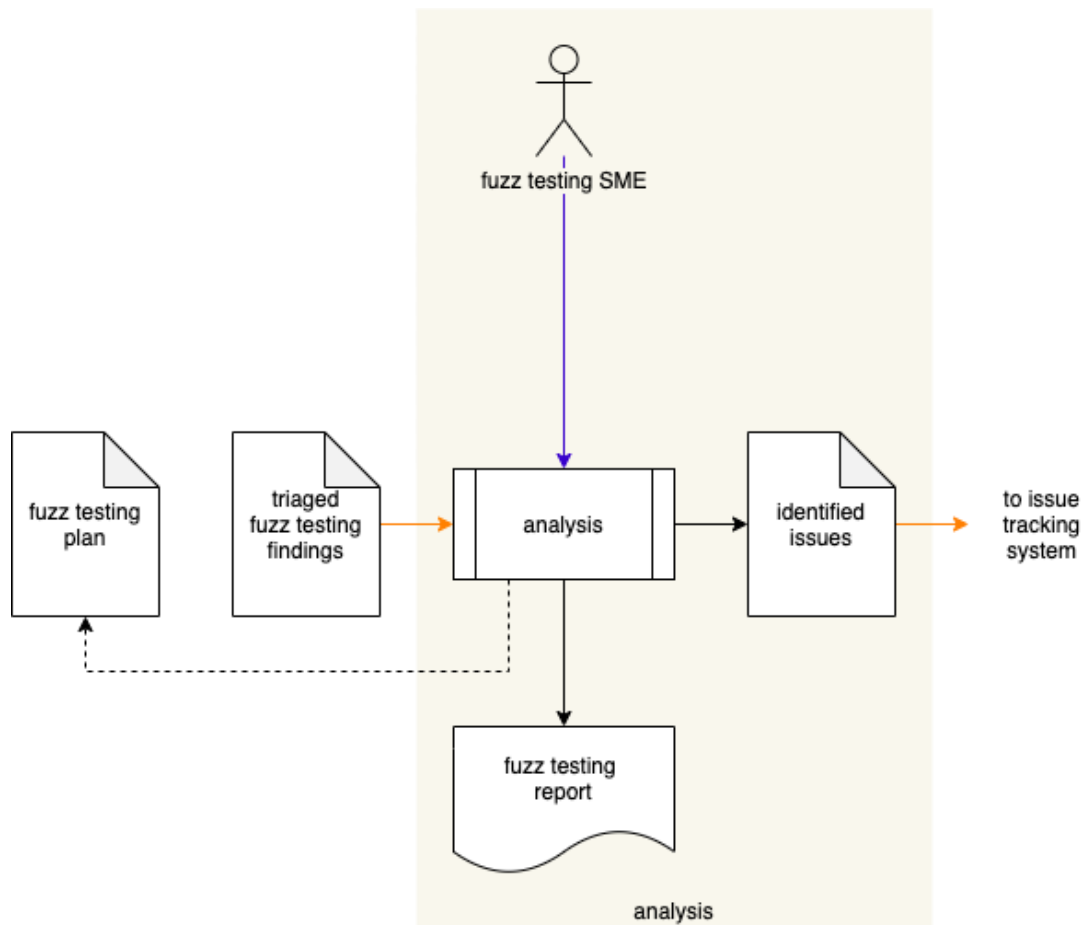 fuzz testing SME
fuzz testing
plan
triaged
fuzz testing
findings
analysis
identified
issues
to issue
tracking
system
fuzz testing
report
analysis